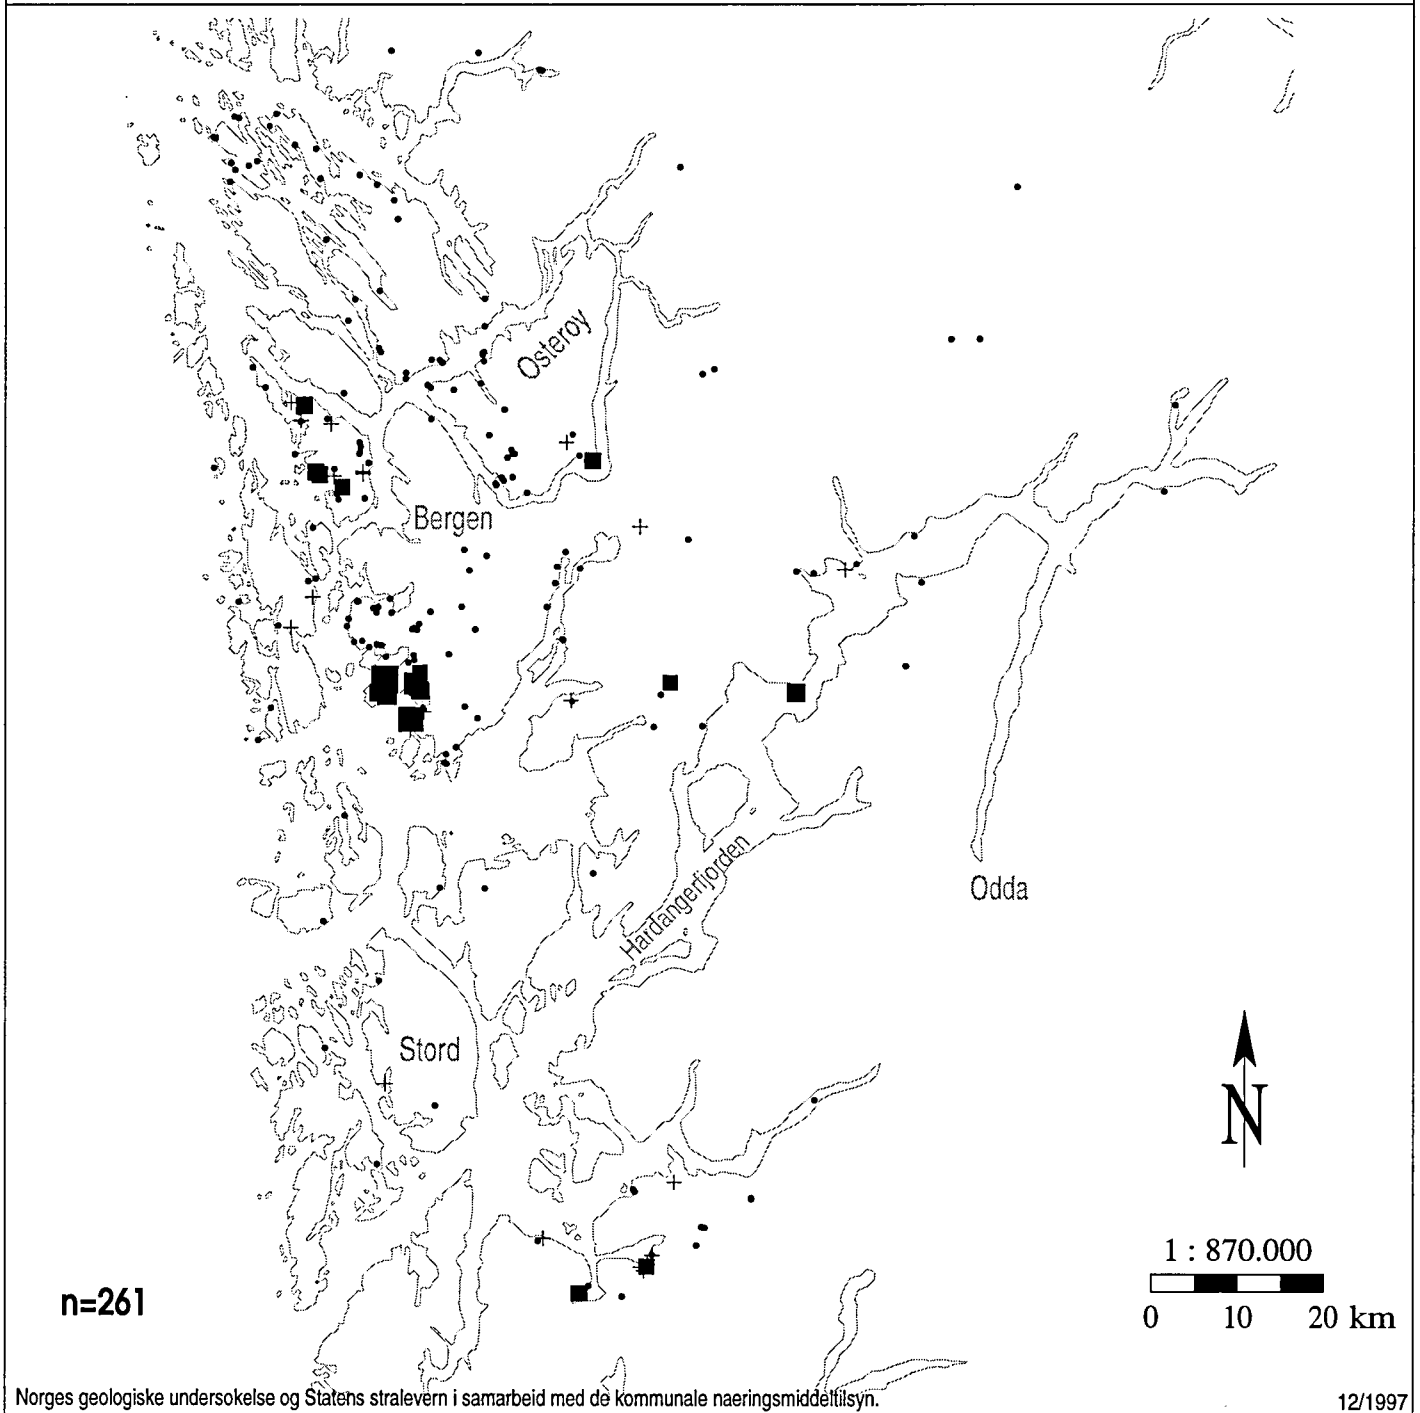 Osteroy
Bergen
Hardangerfjorden
Odda
Stord
N
1 : 870.000
0 10 20 km
n=261
Norges geologiske undersokelse og Statens stralevern i samarbeid med de kommunale naeringsmiddeltilsyn.
12/1997